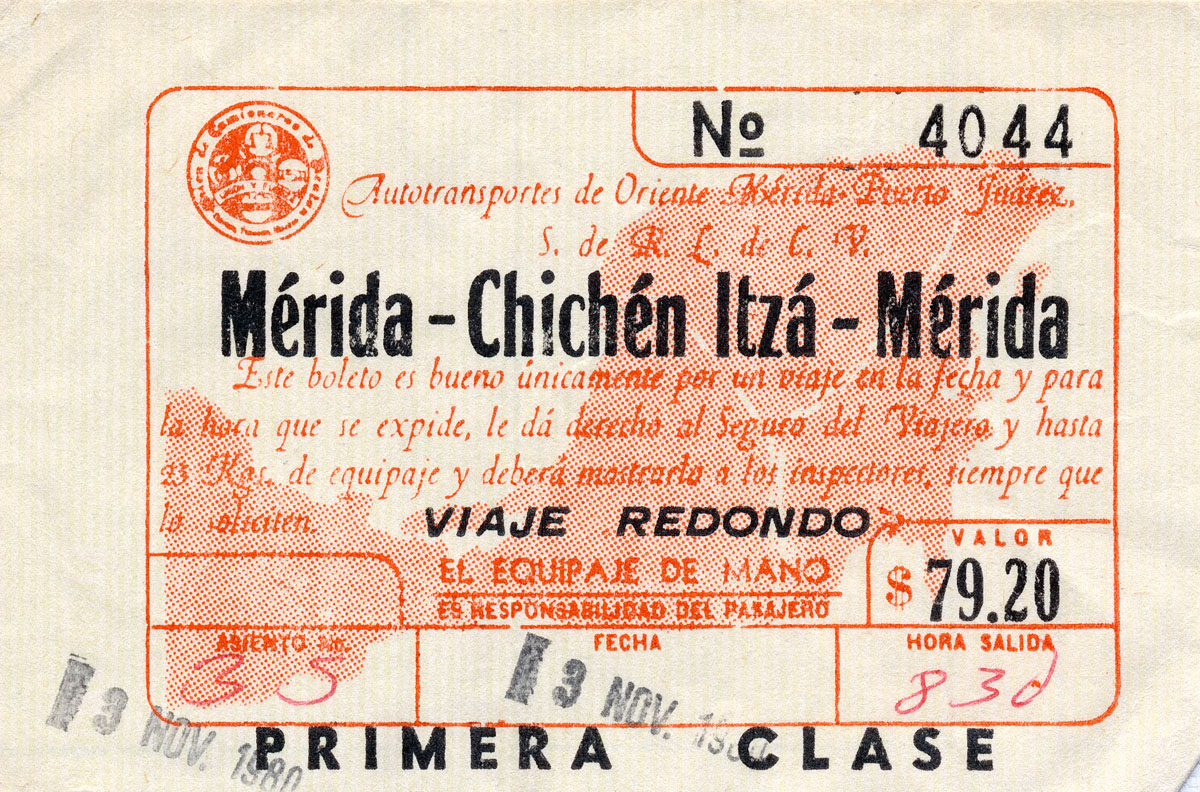 Nº 4044
Autotransportes de Oriente Mérida-Puerto Juárez,
S. de R. L. de C. V.
Mérida - Chichén Itzá - Mérida
Este boleto es bueno únicamente por un viaje en la fecha y para
la hora que se expide, le dá derecho al Seguro del Viajero y hasta
23 Kgs. de equipaje y deberá mostrarlo a los inspectores, siempre que
lo soliciten.
VIAJE REDONDO
VALOR
$ 79.20
EL EQUIPAJE DE MANO
ES RESPONSABILIDAD DEL PASAJERO
ASIENTO No.
35
FECHA
3 NOV. 1980
HORA SALIDA
830
3 NOV. 1980
PRIMERA CLASE